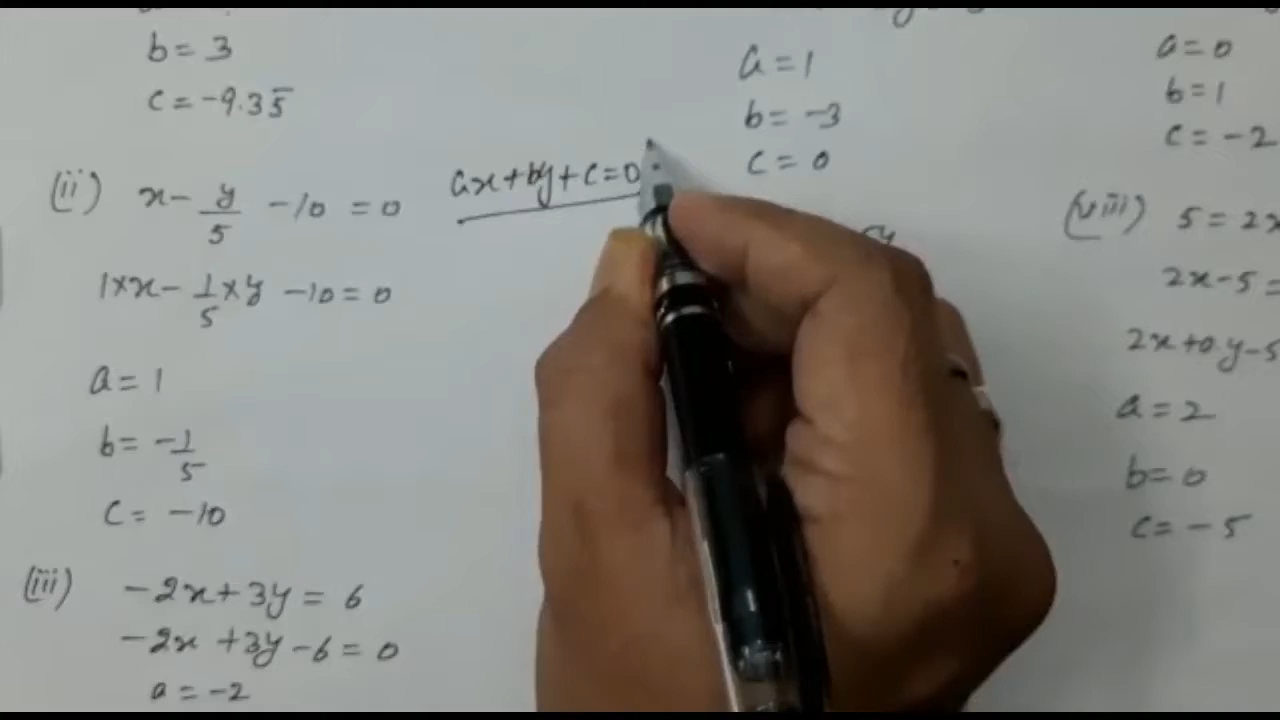 b = 3
c = -9.35̅
(ii) x - y/5 - 10 = 0
1×x - 1/5 ×y - 10 = 0
a = 1
b = -1/5
c = -10
(iii) -2x + 3y = 6
-2x + 3y - 6 = 0
a = -2
ax + by + c = 0
a = 1
b = -3
c = 0
a = 0
b = 1
c = -2
(viii) 5 = 2x
2x - 5 =
2x + 0.y - 5
a = 2
b = 0
c = -5